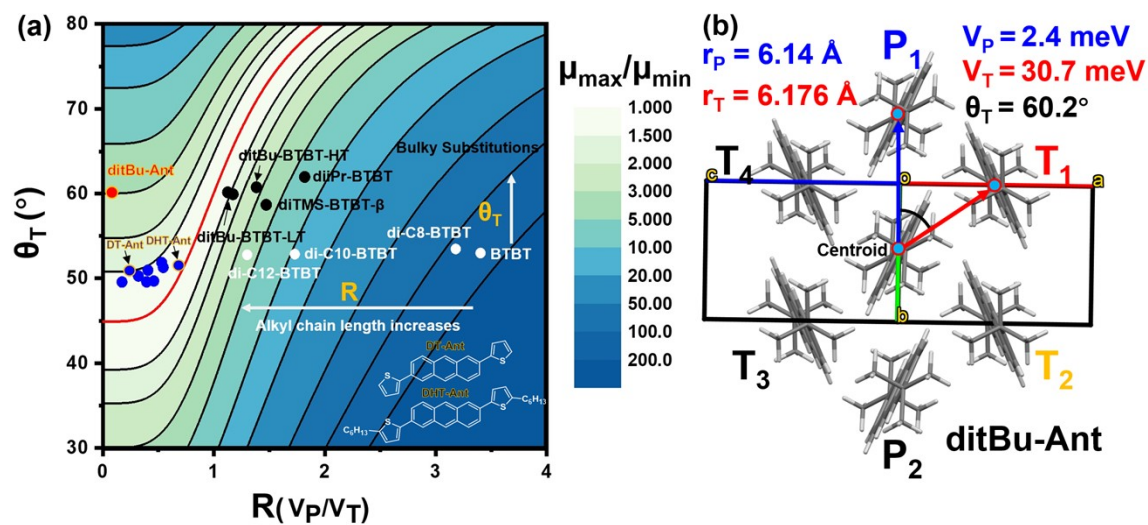 (a)
80
70
60
50
40
30
θT (°)
0
1
2
3
4
R(VP/VT)
ditBu-Ant
DT-Ant
DHT-Ant
ditBu-BTBT-HT
diiPr-BTBT
diTMS-BTBT-β
ditBu-BTBT-LT
di-C12-BTBT
di-C10-BTBT
di-C8-BTBT
BTBT
Bulky Substitutions
θT
R
Alkyl chain length increases
DT-Ant
S
S
DHT-Ant
S
C6H13
S
C6H13
μmax/μmin
1.000
1.500
2.000
3.000
5.000
10.00
20.00
50.00
100.0
200.0
(b)
rP = 6.14 Å
rT = 6.176 Å
P1
VP = 2.4 meV
VT = 30.7 meV
θT = 60.2°
T4
T1
c
o
a
Centroid
b
T3
T2
P2
ditBu-Ant